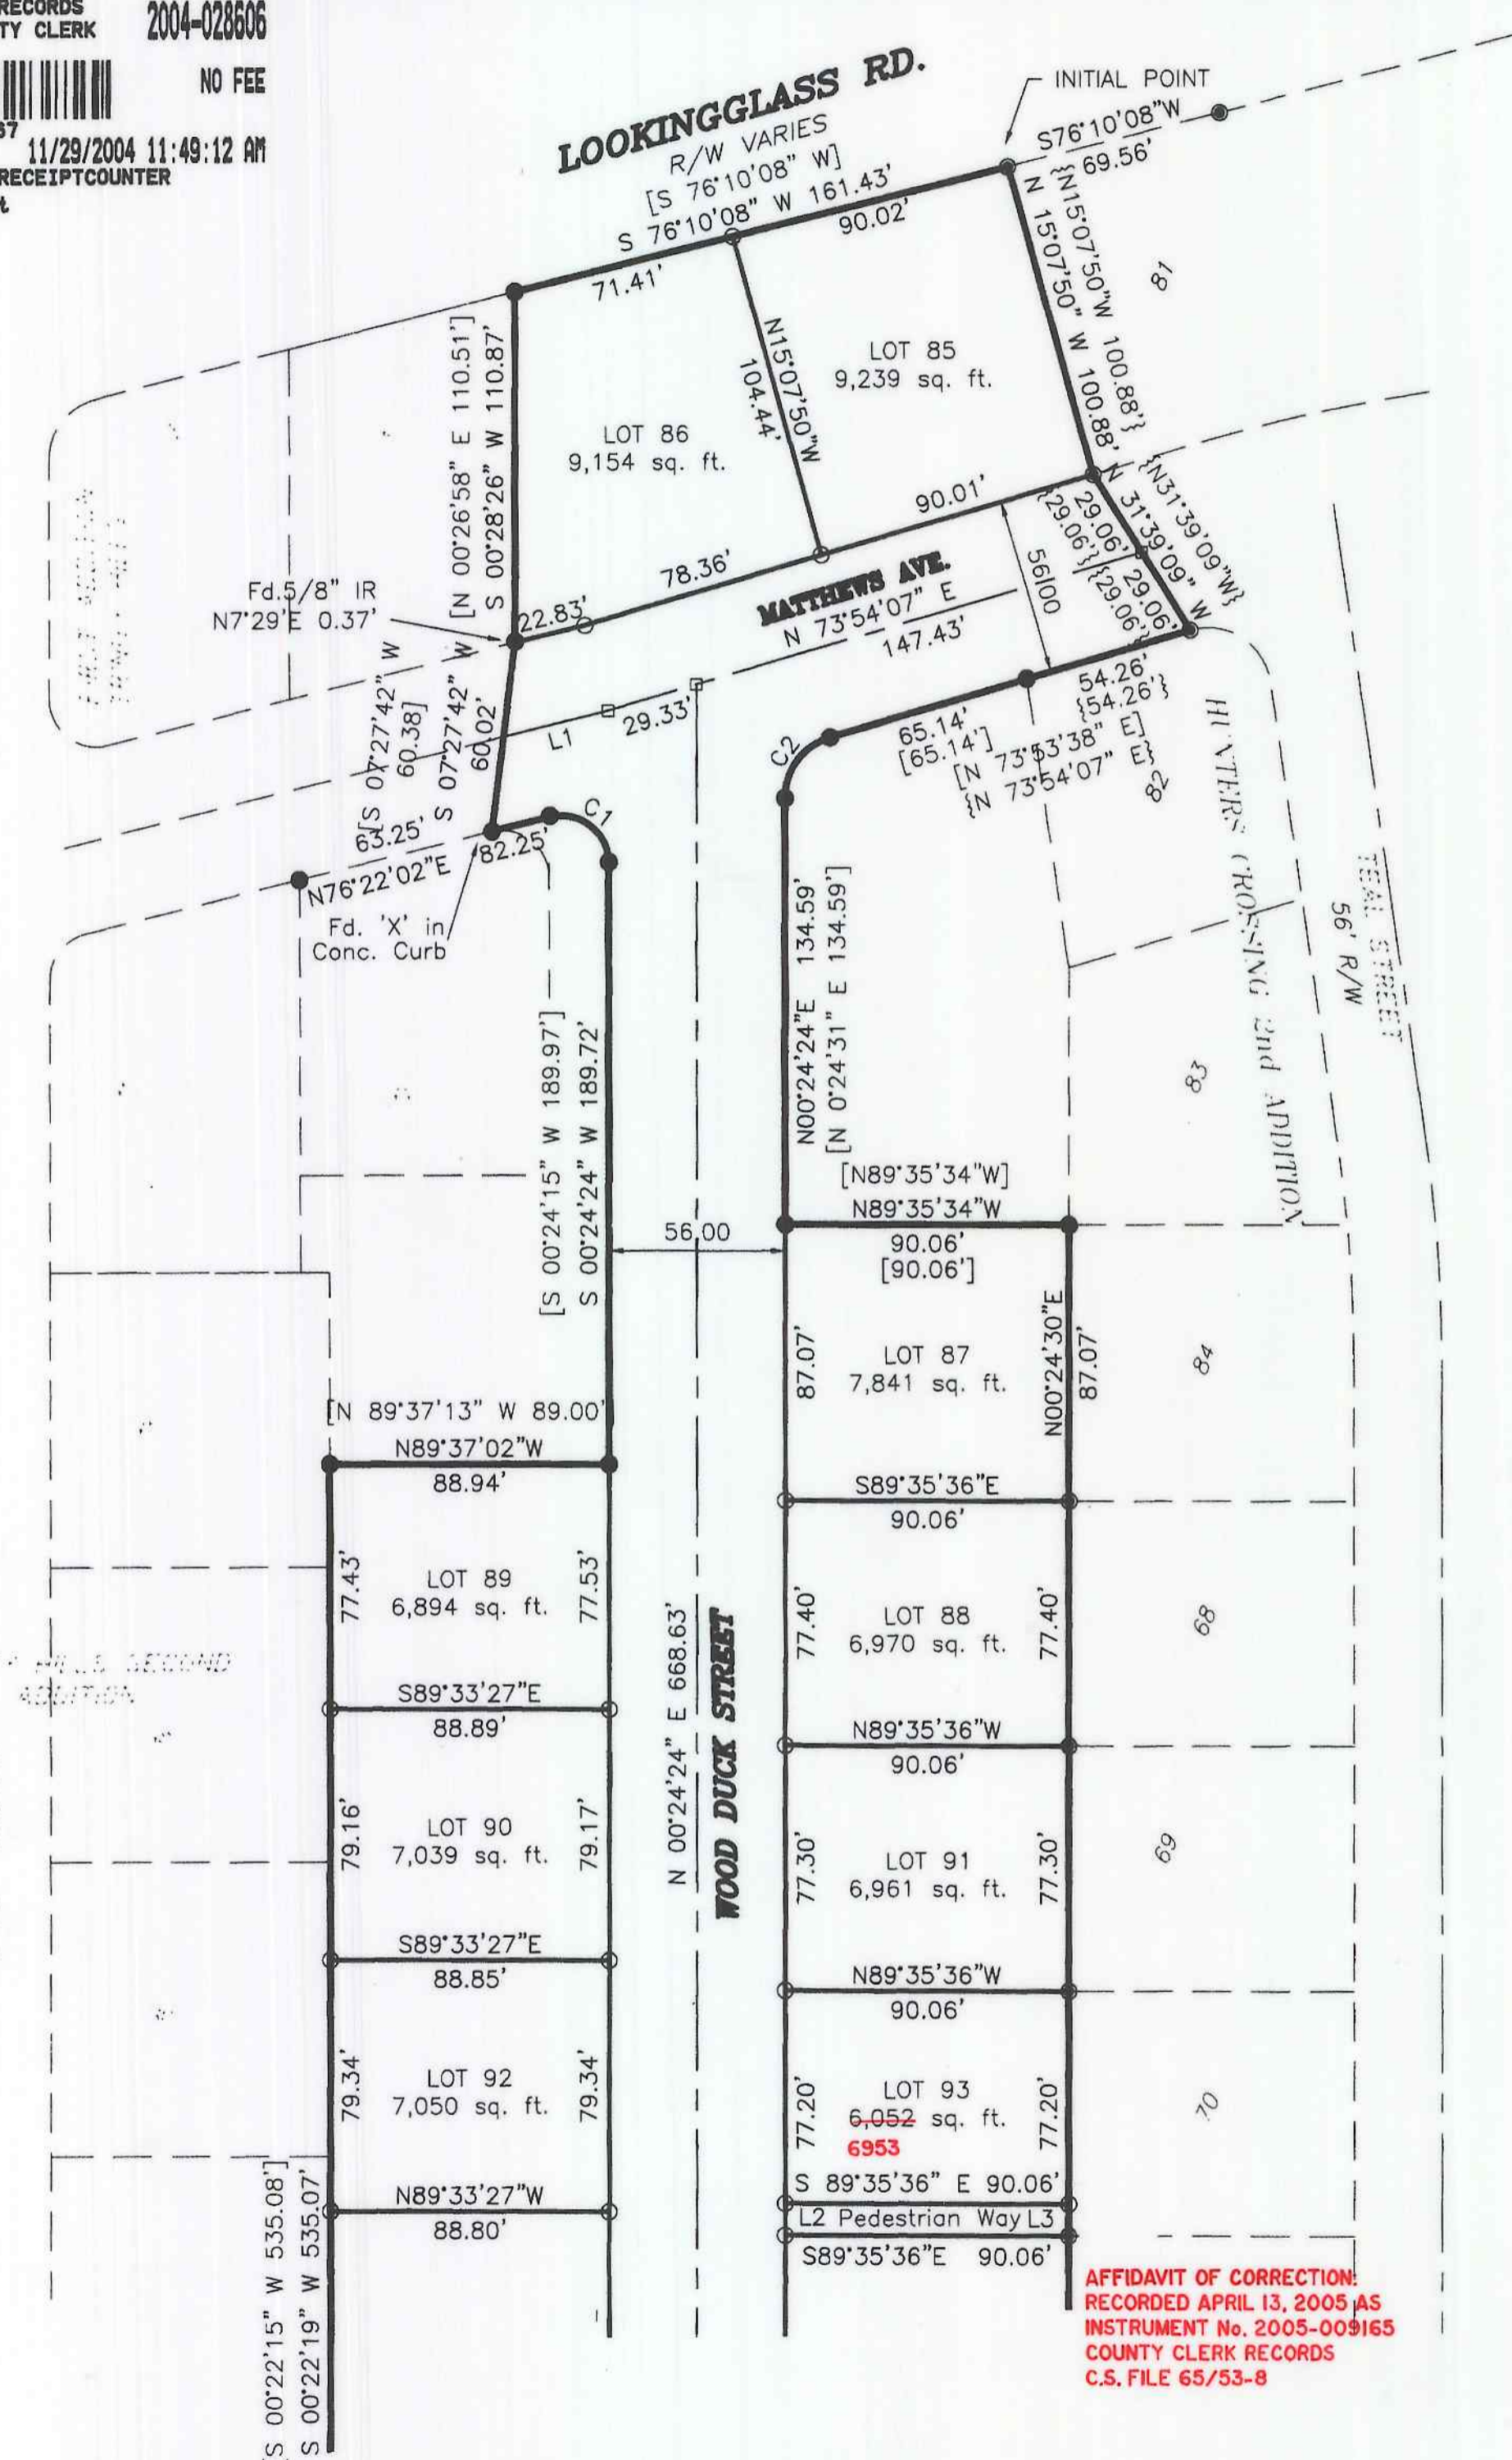 RECORDS
TY CLERK
2004-028606
NO FEE
67
11/29/2004 11:49:12 AM
RECEIPTCOUNTER
LOOKINGGLASS RD.
R/W VARIES
[S 76°10'08" W]
S 76°10'08" W 161.43'
71.41'
90.02'
INITIAL POINT
S76°10'08"W
69.56'
{N15°07'50"W 100.88'}
N 15°07'50" W 100.88'
81
[N 00°26'58" E 110.51']
S 00°28'26" W 110.87'
N15°07'50"W
104.44'
LOT 85
9,239 sq. ft.
LOT 86
9,154 sq. ft.
90.01'
78.36'
22.83'
{N31°39'09"W}
N 31°39'09" W
29.06'
{29.06'}
29.06'
{29.06'}
56.00
Fd.5/8" IR
N7°29'E 0.37'
MATTHEWS AVE.
N 73°54'07" E
147.43'
29.33'
L1
[S 07°27'42" W
60.38]
S 07°27'42" W
60.02'
54.26'
{54.26'}
65.14'
[65.14']
[N 73°53'38" E]
{N 73°54'07" E}
82
C2
C1
63.25'
N76°22'02"E
82.25'
Fd. 'X' in
Conc. Curb
HUNTERS CROSSING 2nd ADDITION
TEAL STREET
56' R/W
N00°24'24"E 134.59'
[N 0°24'31" E 134.59']
83
[S 00°24'15" W 189.97']
S 00°24'24" W 189.72'
[N89°35'34"W]
N89°35'34"W
90.06'
[90.06']
56.00
87.07'
LOT 87
7,841 sq. ft.
N00°24'30"E
87.07'
84
[N 89°37'13" W 89.00'
N89°37'02"W
88.94'
S89°35'36"E
90.06'
77.43'
LOT 89
6,894 sq. ft.
77.53'
77.40'
LOT 88
6,970 sq. ft.
77.40'
68
SECOND
ADDITION
S89°33'27"E
88.89'
N 00°24'24" E 668.63'
WOOD DUCK STREET
N89°35'36"W
90.06'
79.16'
LOT 90
7,039 sq. ft.
79.17'
77.30'
LOT 91
6,961 sq. ft.
77.30'
69
S89°33'27"E
88.85'
N89°35'36"W
90.06'
79.34'
LOT 92
7,050 sq. ft.
79.34'
77.20'
LOT 93
6,052 sq. ft.
6953
77.20'
70
N89°33'27"W
88.80'
S 89°35'36" E 90.06'
L2 Pedestrian Way L3
S89°35'36"E 90.06'
[S 00°22'15" W 535.08']
S 00°22'19" W 535.07'
AFFIDAVIT OF CORRECTION:
RECORDED APRIL 13, 2005 AS
INSTRUMENT No. 2005-009165
COUNTY CLERK RECORDS
C.S. FILE 65/53-8